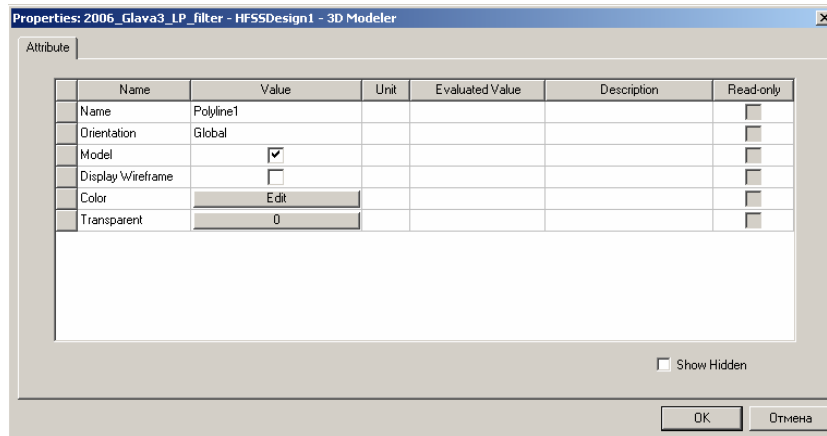 Properties: 2006_Glava3_LP_filter - HFSSDesign1 - 3D Modeler
Attribute
Name Value Unit Evaluated Value Description Read-only
Name Polyline1
Orientation Global
Model
Display Wireframe
Color Edit
Transparent 0
Show Hidden
OK Отмена